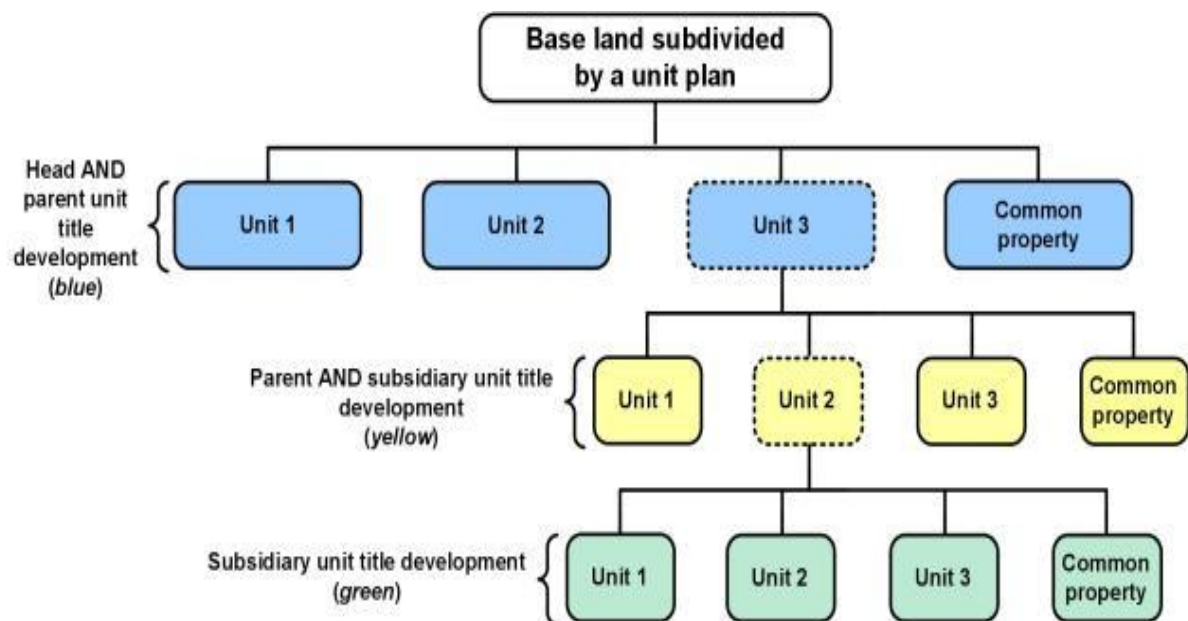 Base land subdivided
by a unit plan
Head AND
parent unit
title
development
(blue)
Unit 1
Unit 2
Unit 3
Common
property
Parent AND subsidiary unit title
development
(yellow)
Unit 1
Unit 2
Unit 3
Common
property
Subsidiary unit title development
(green)
Unit 1
Unit 2
Unit 3
Common
property